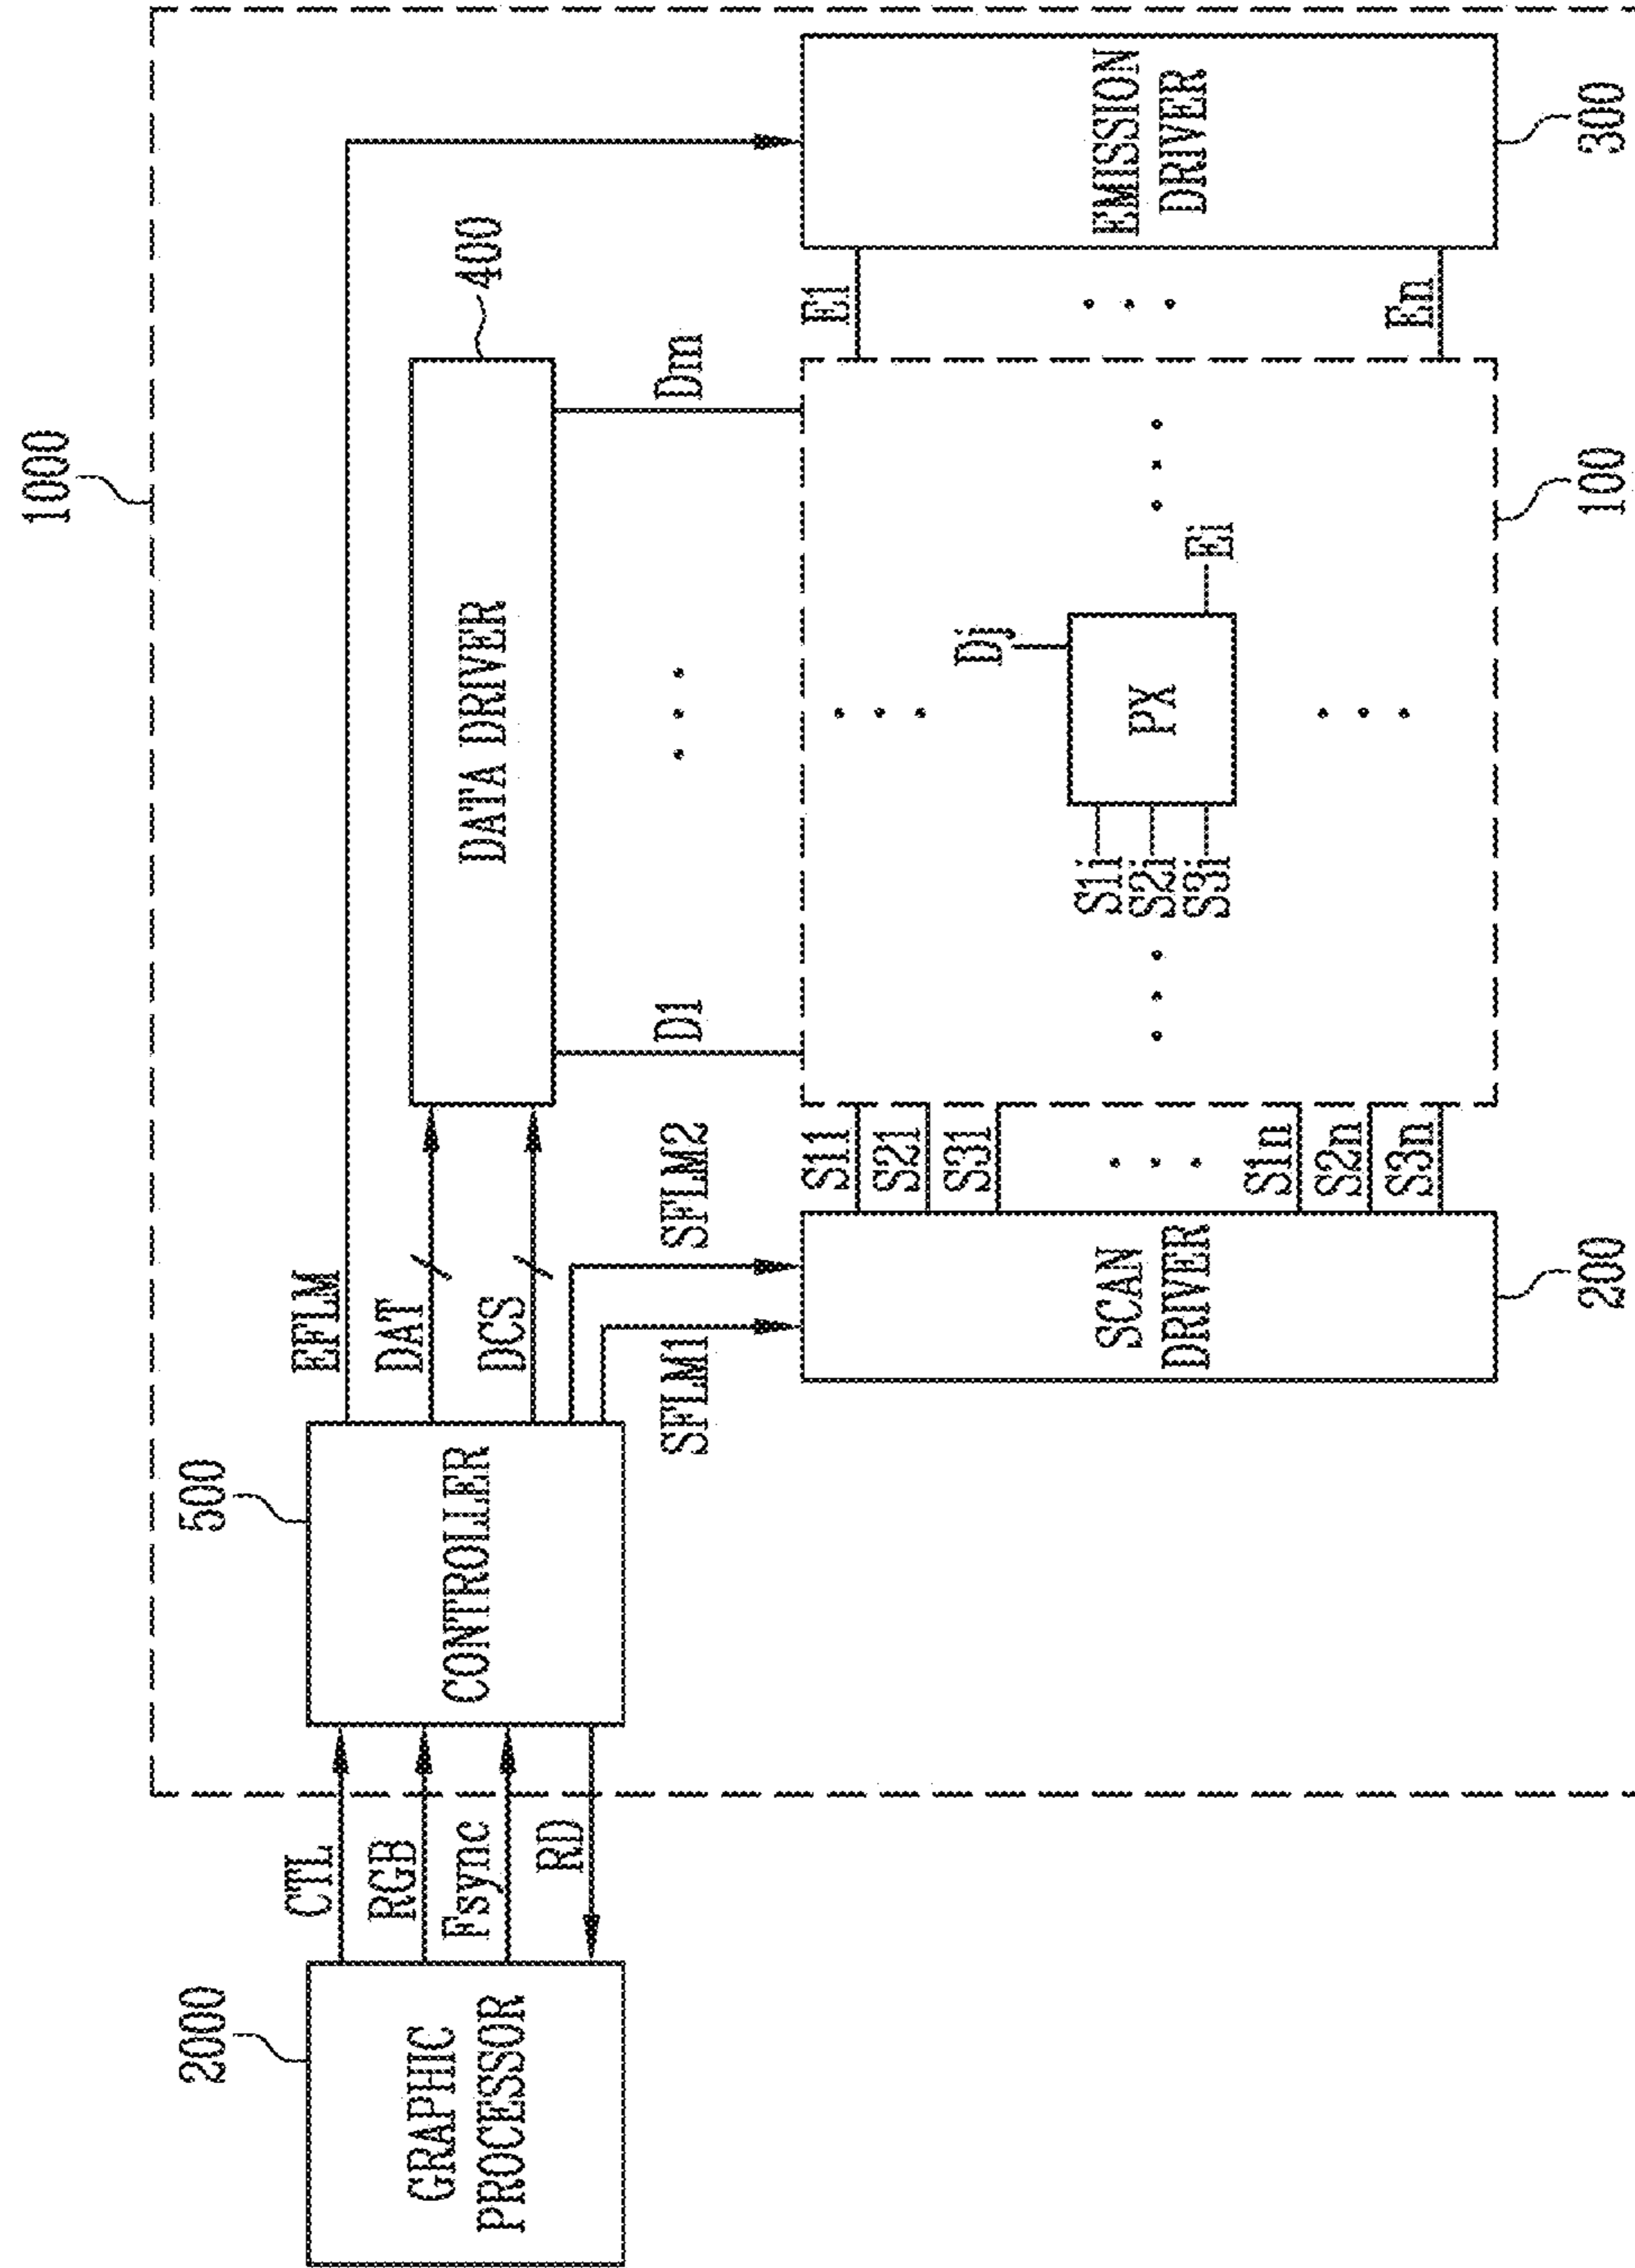 1000
2000
GRAPHIC
PROCESSOR
CTL
RGB
Fsync
RD
500
CONTROLLER
EFLM
DAT
DCS
SFLM1
SFLM2
400
DATA DRIVER
D1
Dm
200
SCAN
DRIVER
S11
S21
S31
S1n
S2n
S3n
100
Dj
S1i
S2i
S3i
PX
Ei
E1
En
300
EMISSION
DRIVER